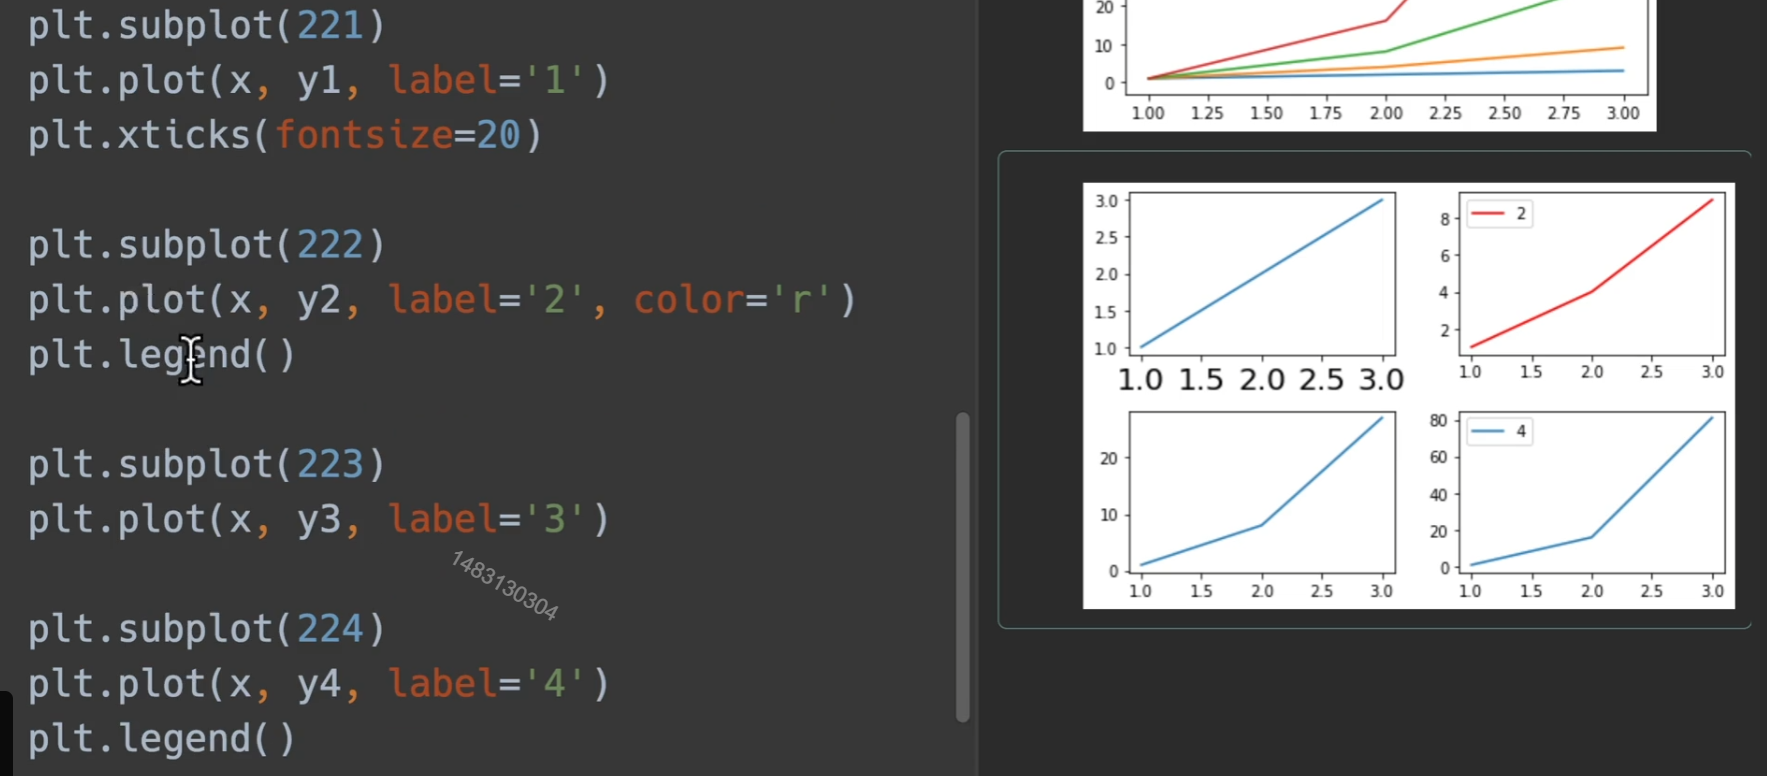 plt.subplot(221)
plt.plot(x, y1, label='1')
plt.xticks(fontsize=20)
plt.subplot(222)
plt.plot(x, y2, label='2', color='r')
plt.legend()
plt.subplot(223)
plt.plot(x, y3, label='3')
1483130304
plt.subplot(224)
plt.plot(x, y4, label='4')
plt.legend()
20
10
0
1.00 1.25 1.50 1.75 2.00 2.25 2.50 2.75 3.00
3.0
2.5
2.0
1.5
1.0
1.0 1.5 2.0 2.5 3.0
2
8
6
4
2
1.0 1.5 2.0 2.5 3.0
20
10
0
1.0 1.5 2.0 2.5 3.0
4
80
60
40
20
0
1.0 1.5 2.0 2.5 3.0